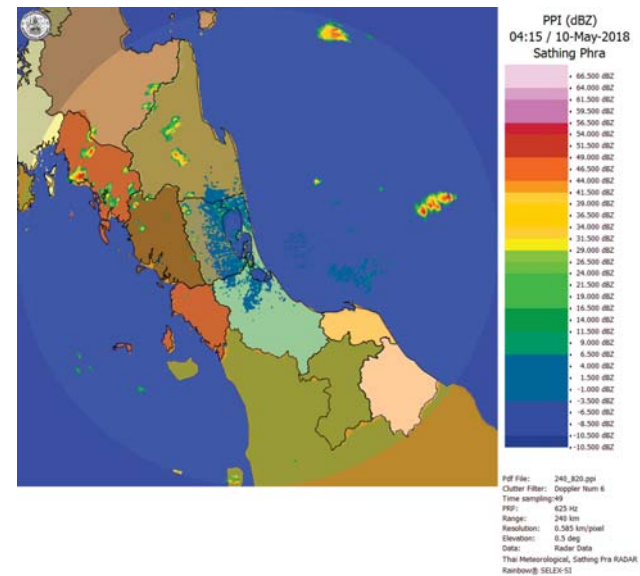 PPI (dBZ)
04:15 / 10-May-2018
Sathing Phra
66.500 dBZ
64.000 dBZ
61.500 dBZ
59.500 dBZ
56.500 dBZ
54.000 dBZ
51.500 dBZ
49.000 dBZ
46.500 dBZ
44.000 dBZ
41.500 dBZ
39.000 dBZ
36.500 dBZ
34.000 dBZ
31.500 dBZ
29.000 dBZ
26.500 dBZ
24.000 dBZ
21.500 dBZ
19.000 dBZ
16.500 dBZ
14.000 dBZ
11.500 dBZ
9.000 dBZ
6.500 dBZ
4.000 dBZ
1.500 dBZ
-1.000 dBZ
-3.500 dBZ
-6.500 dBZ
-8.500 dBZ
-10.500 dBZ
-10.500 dBZ
Pdf File: 240_820.ppi
Clutter Filter: Doppler Num 6
Time sampling:49
PRF: 625 Hz
Range: 240 km
Resolution: 0.585 km/pixel
Elevation: 0.5 deg
Data: Radar Data
Thai Meteorological, Sathing Pra RADAR
Rainbow® SELEX-SI